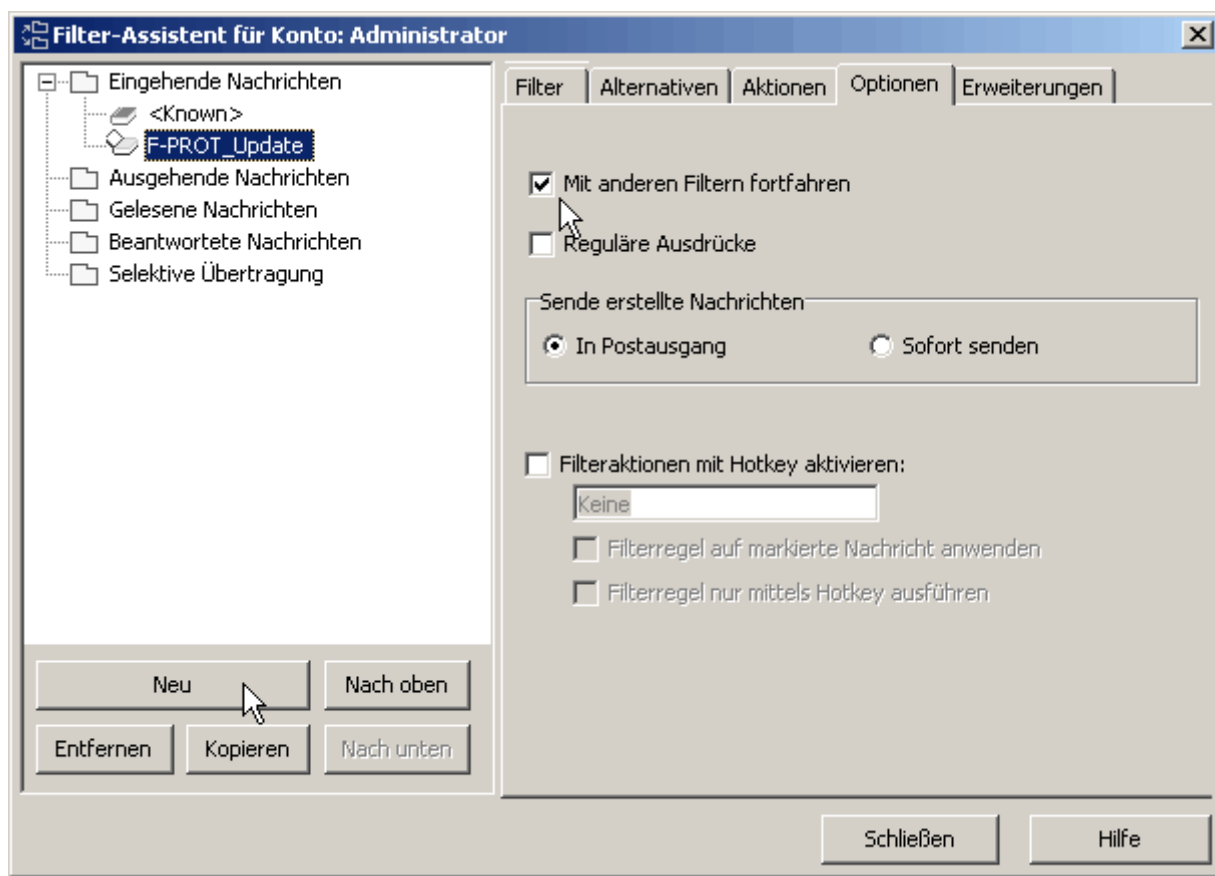 Filter-Assistent für Konto: Administrator
Eingehende Nachrichten
<Known>
F-PROT_Update
Ausgehende Nachrichten
Gelesene Nachrichten
Beantwortete Nachrichten
Selektive Übertragung
Neu
Nach oben
Entfernen
Kopieren
Nach unten
Filter
Alternativen
Aktionen
Optionen
Erweiterungen
Mit anderen Filtern fortfahren
Reguläre Ausdrücke
Sende erstellte Nachrichten
In Postausgang
Sofort senden
Filteraktionen mit Hotkey aktivieren:
Keine
Filterregel auf markierte Nachricht anwenden
Filterregel nur mittels Hotkey ausführen
Schließen
Hilfe